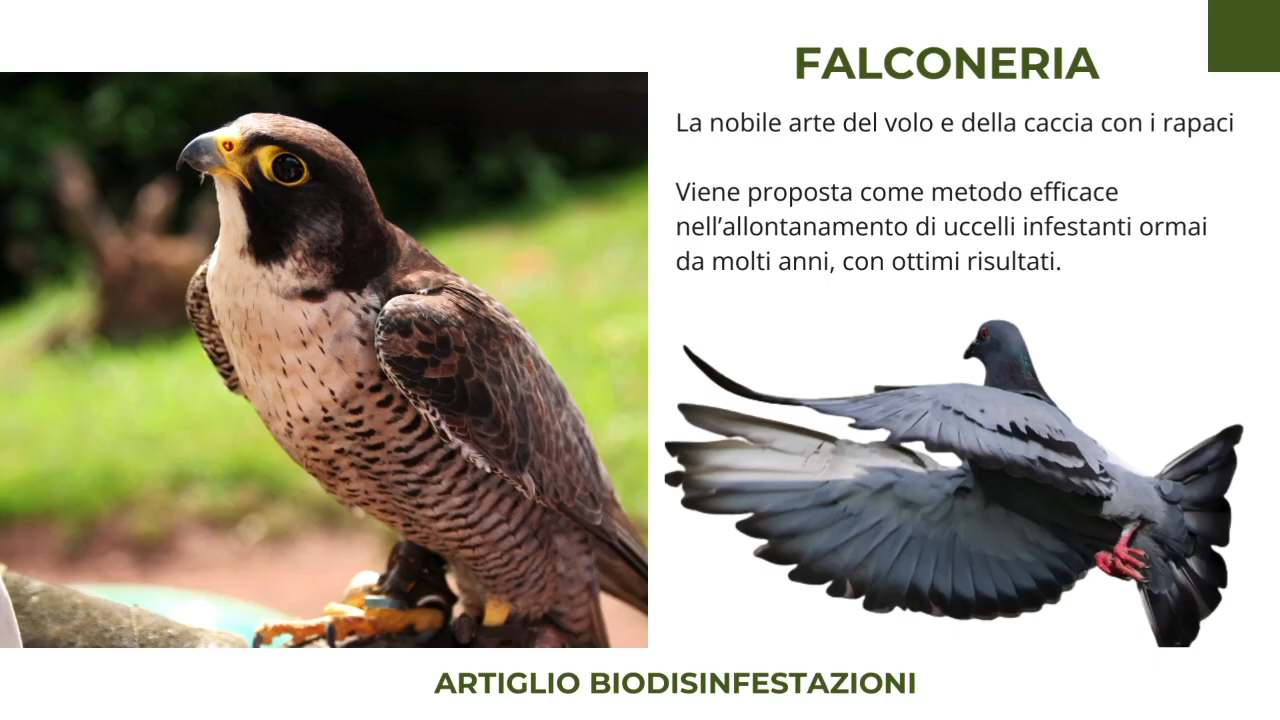 FALCONERIA
La nobile arte del volo e della caccia con i rapaci
Viene proposta come metodo efficace
nell’allontanamento di uccelli infestanti ormai
da molti anni, con ottimi risultati.
ARTIGLIO BIODISINFESTAZIONI